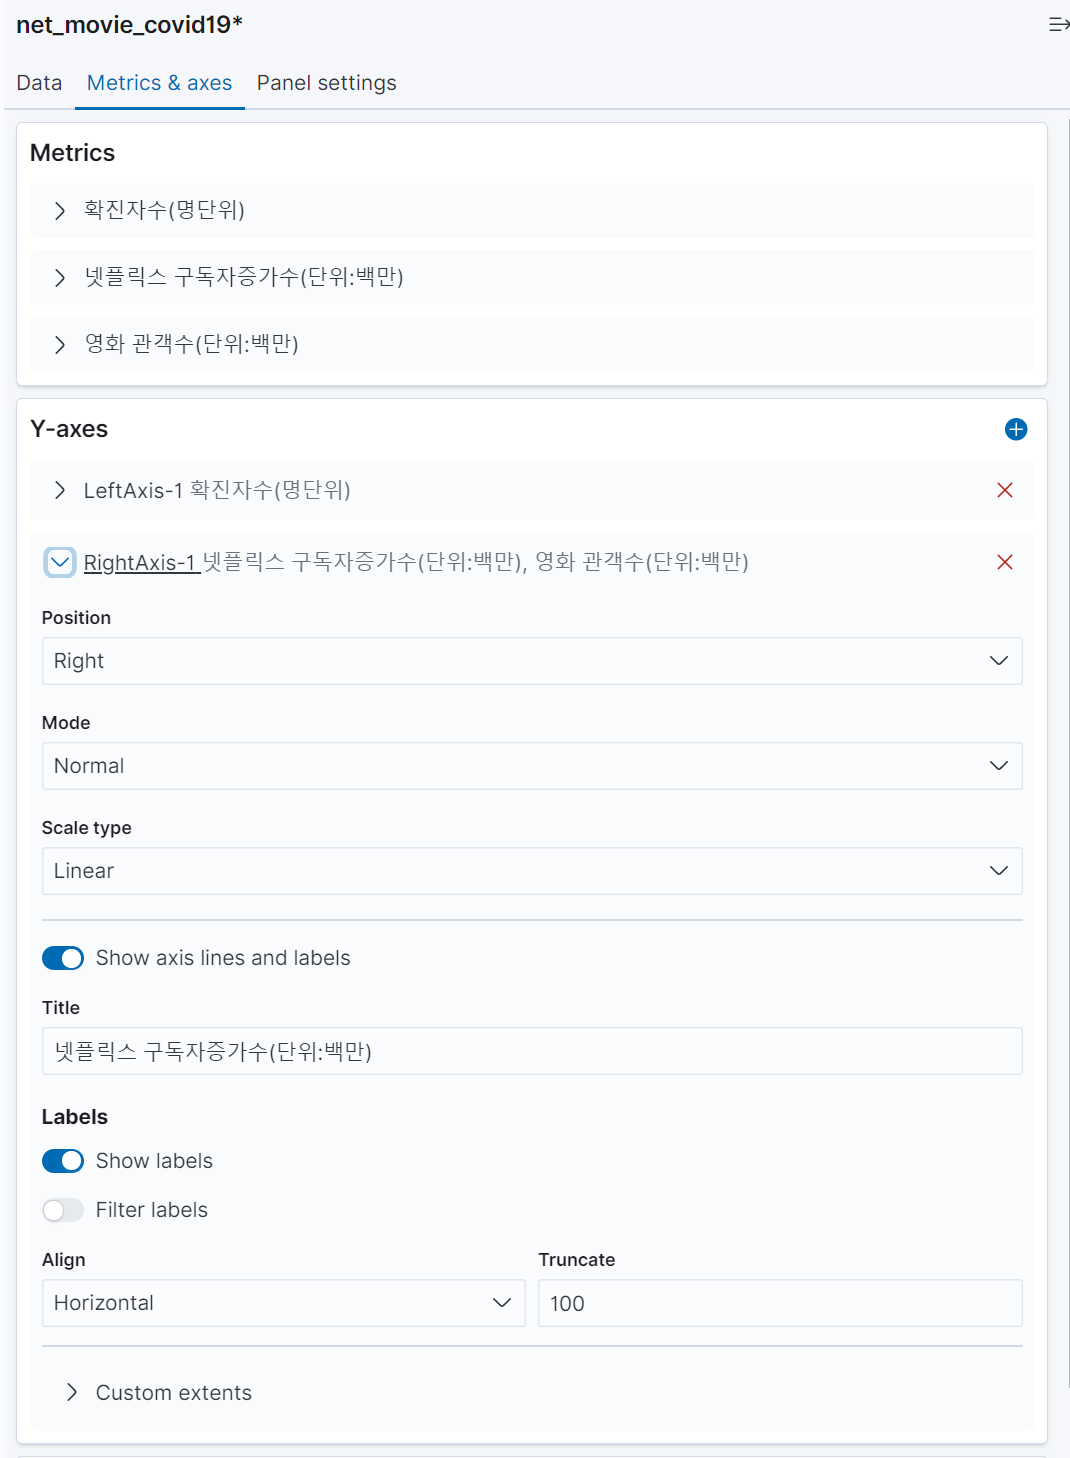 net_movie_covid19*
Data Metrics & axes Panel settings
Metrics
확진자수(명단위)
넷플릭스 구독자증가수(단위:백만)
영화 관객수(단위:백만)
Y-axes
LeftAxis-1 확진자수(명단위)
RightAxis-1 넷플릭스 구독자증가수(단위:백만), 영화 관객수(단위:백만)
Position
Right
Mode
Normal
Scale type
Linear
Show axis lines and labels
Title
넷플릭스 구독자증가수(단위:백만)
Labels
Show labels
Filter labels
Align Truncate
Horizontal 100
Custom extents